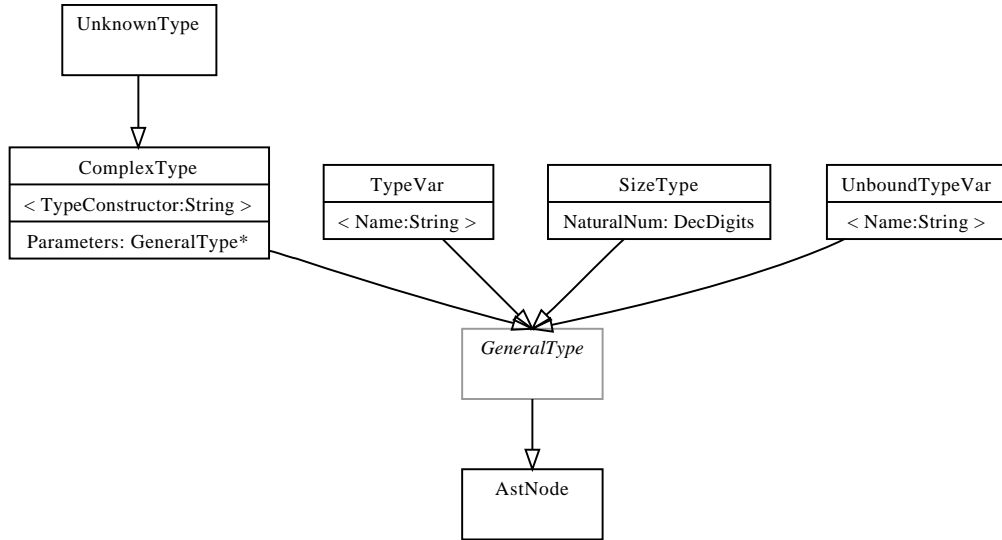 UnknownType
ComplexType
< TypeConstructor:String >
Parameters: GeneralType*
TypeVar
< Name:String >
SizeType
NaturalNum: DecDigits
UnboundTypeVar
< Name:String >
GeneralType
AstNode